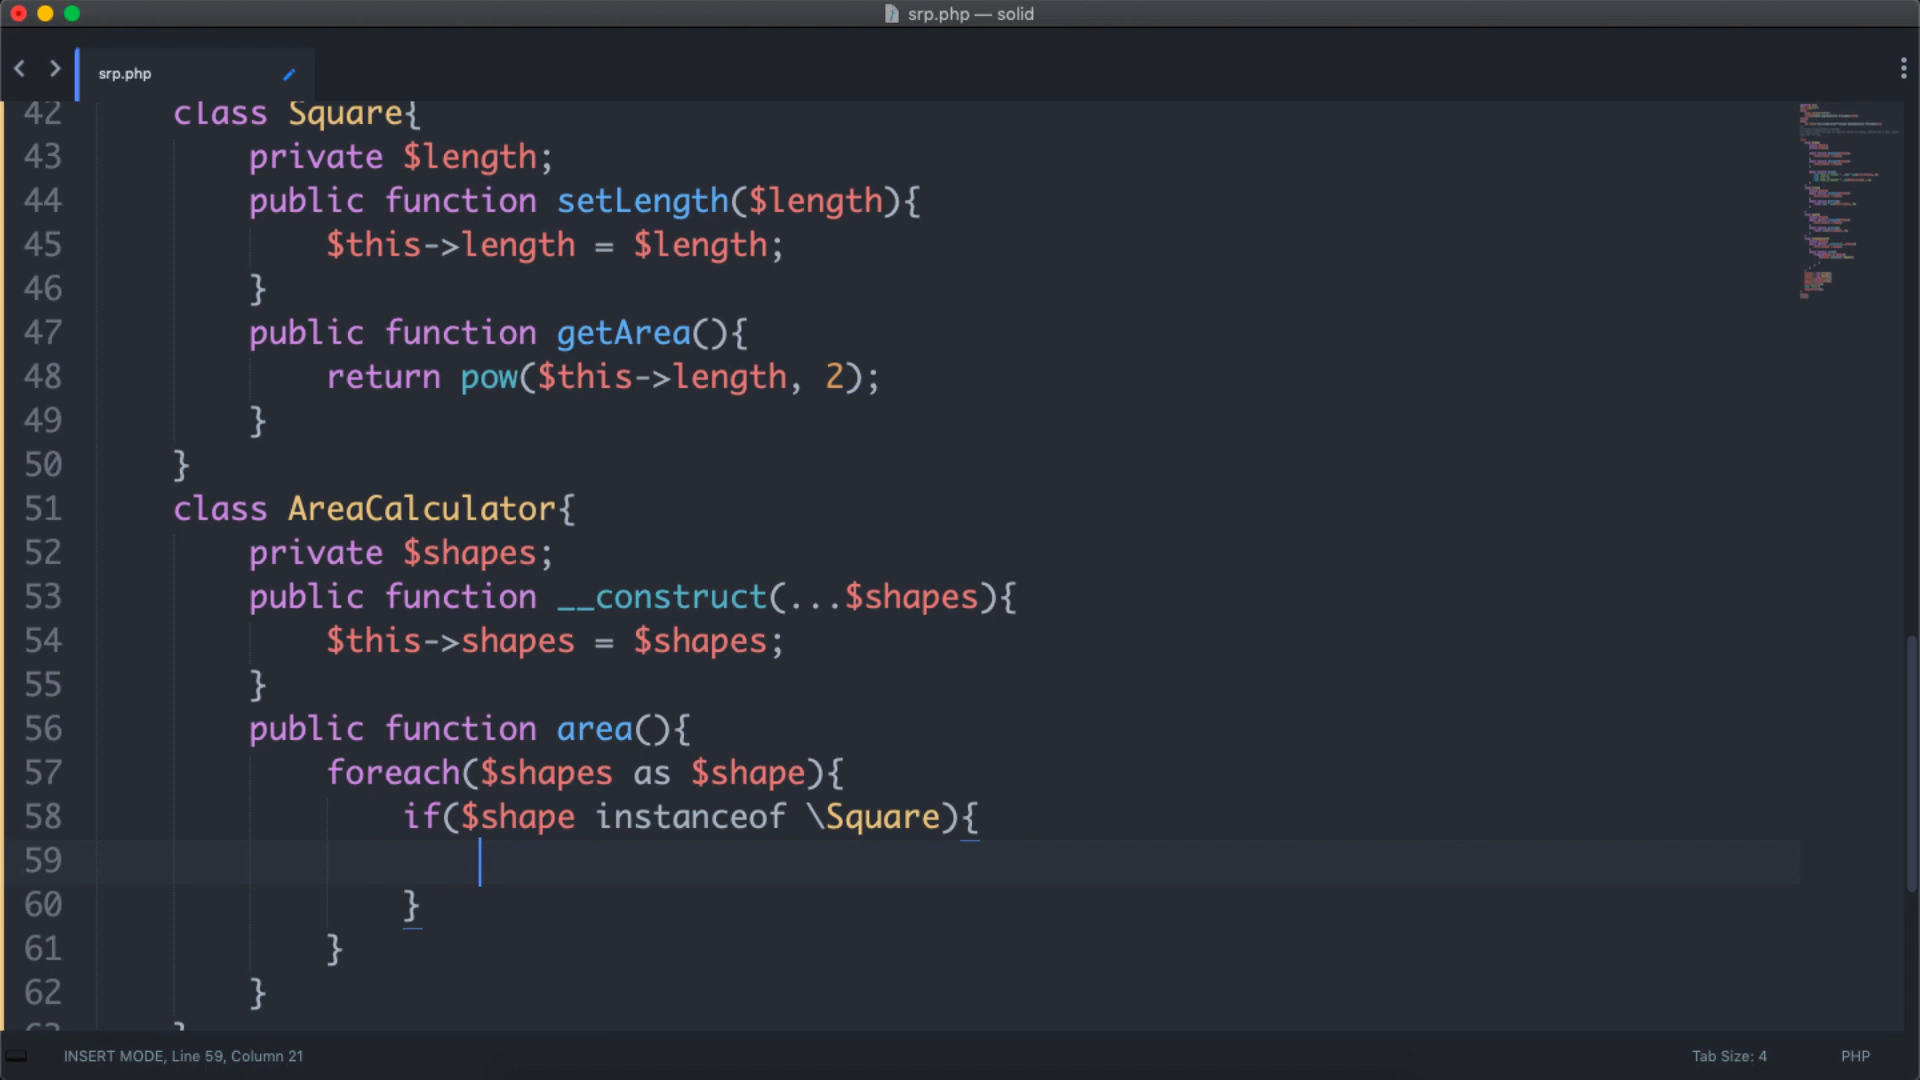 srp.php — solid
srp.php
42 class Square{
43 private $length;
44 public function setLength($length){
45 $this->length = $length;
46 }
47 public function getArea(){
48 return pow($this->length, 2);
49 }
50 }
51 class AreaCalculator{
52 private $shapes;
53 public function __construct(...$shapes){
54 $this->shapes = $shapes;
55 }
56 public function area(){
57 foreach($shapes as $shape){
58 if($shape instanceof \Square){
59
60 }
61 }
62 }
63 }
INSERT MODE, Line 59, Column 21
Tab Size: 4
PHP